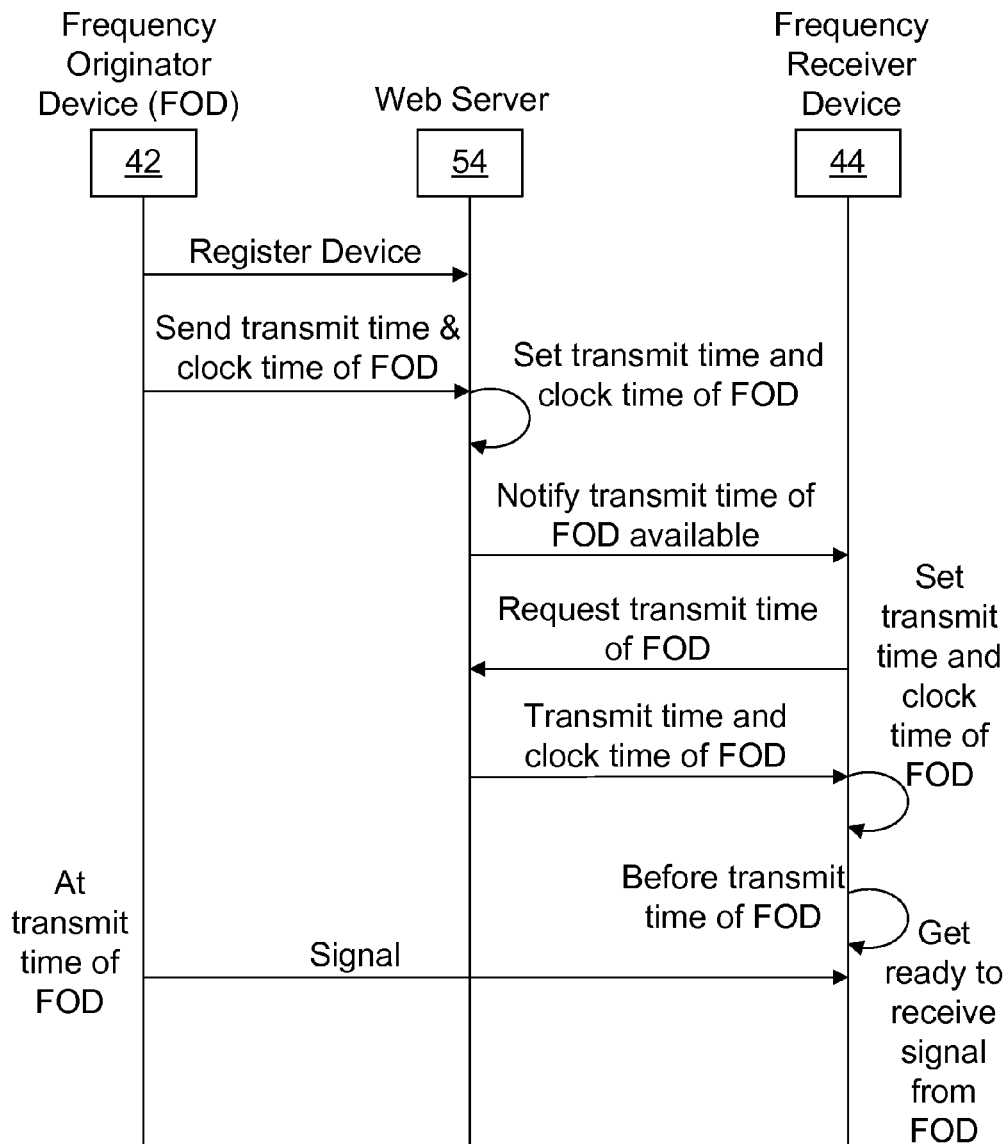 Frequency
Originator
Device (FOD)
Web Server
Frequency
Receiver
Device
42
54
44
Register Device
Send transmit time &
clock time of FOD
Set transmit time and
clock time of FOD
Notify transmit time of
FOD available
Request transmit time
of FOD
Set
transmit
time and
clock
time of
FOD
Transmit time and
clock time of FOD
Before transmit
time of FOD
At
transmit
time of
FOD
Signal
Get
ready to
receive
signal
from
FOD